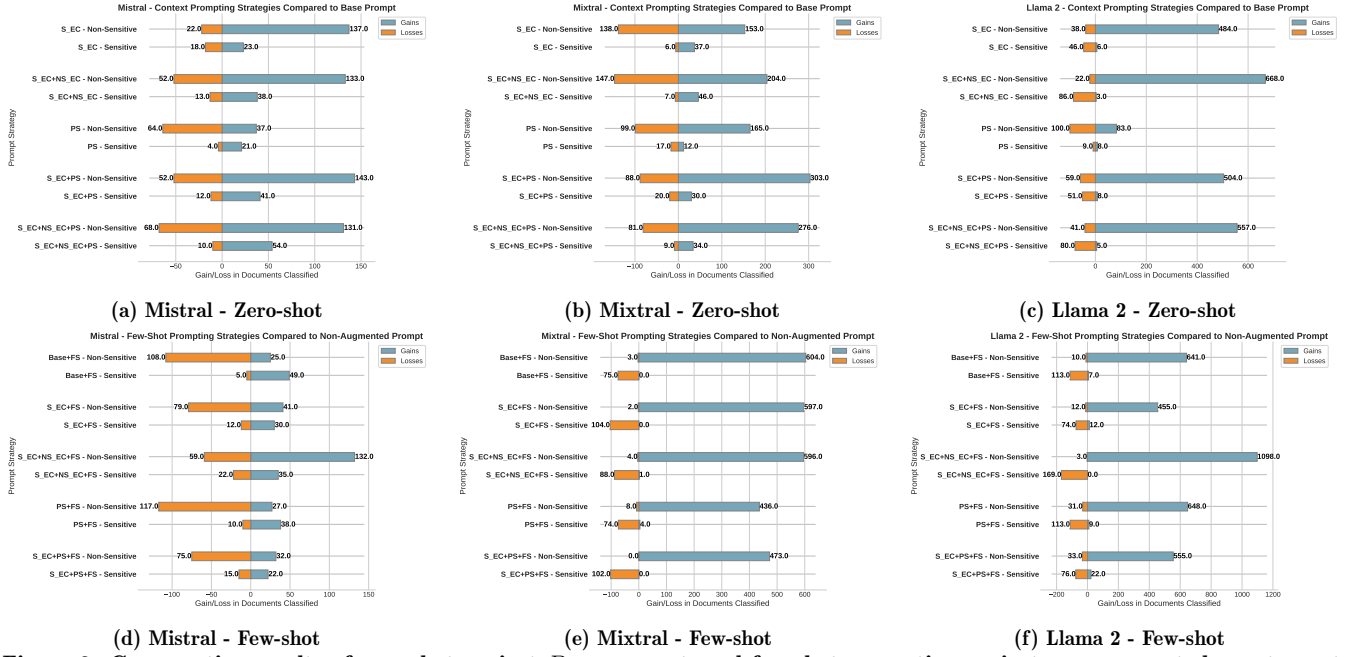 Mistral - Context Prompting Strategies Compared to Base Prompt
Gains
Losses
Prompt Strategy
S_EC - Non-Sensitive 22.0 137.0
S_EC - Sensitive 18.0 23.0
S_EC+NS_EC - Non-Sensitive 52.0 133.0
S_EC+NS_EC - Sensitive 13.0 38.0
PS - Non-Sensitive 64.0 37.0
PS - Sensitive 4.0 21.0
S_EC+PS - Non-Sensitive 52.0 143.0
S_EC+PS - Sensitive 12.0 41.0
S_EC+NS_EC+PS - Non-Sensitive 68.0 131.0
S_EC+NS_EC+PS - Sensitive 10.0 54.0
−50 0 50 100 150
Gain/Loss in Documents Classified
(a) Mistral - Zero-shot
Mixtral - Context Prompting Strategies Compared to Base Prompt
Gains
Losses
Prompt Strategy
S_EC - Non-Sensitive 138.0 153.0
S_EC - Sensitive 6.0 37.0
S_EC+NS_EC - Non-Sensitive 147.0 204.0
S_EC+NS_EC - Sensitive 7.0 46.0
PS - Non-Sensitive 99.0 165.0
PS - Sensitive 17.0 12.0
S_EC+PS - Non-Sensitive 88.0 303.0
S_EC+PS - Sensitive 20.0 30.0
S_EC+NS_EC+PS - Non-Sensitive 81.0 276.0
S_EC+NS_EC+PS - Sensitive 9.0 34.0
−100 0 100 200 300
Gain/Loss in Documents Classified
(b) Mixtral - Zero-shot
Llama 2 - Context Prompting Strategies Compared to Base Prompt
Gains
Losses
Prompt Strategy
S_EC - Non-Sensitive 38.0 484.0
S_EC - Sensitive 46.0 6.0
S_EC+NS_EC - Non-Sensitive 22.0 668.0
S_EC+NS_EC - Sensitive 86.0 3.0
PS - Non-Sensitive 100.0 83.0
PS - Sensitive 9.0 8.0
S_EC+PS - Non-Sensitive 59.0 504.0
S_EC+PS - Sensitive 51.0 8.0
S_EC+NS_EC+PS - Non-Sensitive 41.0 557.0
S_EC+NS_EC+PS - Sensitive 80.0 5.0
0 200 400 600
Gain/Loss in Documents Classified
(c) Llama 2 - Zero-shot
Mistral - Few-Shot Prompting Strategies Compared to Non-Augmented Prompt
Gains
Losses
Prompt Strategy
Base+FS - Non-Sensitive 108.0 25.0
Base+FS - Sensitive 5.0 49.0
S_EC+FS - Non-Sensitive 79.0 41.0
S_EC+FS - Sensitive 12.0 30.0
S_EC+NS_EC+FS - Non-Sensitive 59.0 132.0
S_EC+NS_EC+FS - Sensitive 22.0 35.0
PS+FS - Non-Sensitive 117.0 27.0
PS+FS - Sensitive 10.0 38.0
S_EC+PS+FS - Non-Sensitive 75.0 32.0
S_EC+PS+FS - Sensitive 15.0 22.0
−100 −50 0 50 100 150
Gain/Loss in Documents Classified
(d) Mistral - Few-shot
Mixtral - Few-Shot Prompting Strategies Compared to Non-Augmented Prompt
Gains
Losses
Prompt Strategy
Base+FS - Non-Sensitive 3.0 604.0
Base+FS - Sensitive 75.0 0.0
S_EC+FS - Non-Sensitive 2.0 597.0
S_EC+FS - Sensitive 104.0 0.0
S_EC+NS_EC+FS - Non-Sensitive 4.0 596.0
S_EC+NS_EC+FS - Sensitive 88.0 1.0
PS+FS - Non-Sensitive 8.0 436.0
PS+FS - Sensitive 74.0 4.0
S_EC+PS+FS - Non-Sensitive 0.0 473.0
S_EC+PS+FS - Sensitive 102.0 0.0
−100 0 100 200 300 400 500 600
Gain/Loss in Documents Classified
(e) Mixtral - Few-shot
Llama 2 - Few-Shot Prompting Strategies Compared to Non-Augmented Prompt
Gains
Losses
Prompt Strategy
Base+FS - Non-Sensitive 10.0 641.0
Base+FS - Sensitive 113.0 7.0
S_EC+FS - Non-Sensitive 12.0 455.0
S_EC+FS - Sensitive 74.0 12.0
S_EC+NS_EC+FS - Non-Sensitive 3.0 1098.0
S_EC+NS_EC+FS - Sensitive 169.0 0.0
PS+FS - Non-Sensitive 31.0 648.0
PS+FS - Sensitive 113.0 9.0
S_EC+PS+FS - Non-Sensitive 33.0 555.0
S_EC+PS+FS - Sensitive 76.0 22.0
−200 0 200 400 600 800 1000 1200
Gain/Loss in Documents Classified
(f) Llama 2 - Few-shot